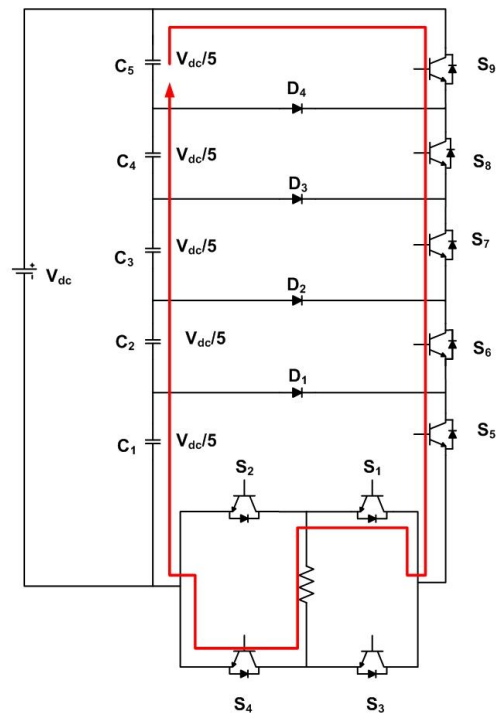 C5 Vdc/5 S9
D4
C4 Vdc/5 S8
D3
C3 Vdc/5 S7
+
-
Vdc
D2
C2 Vdc/5 S6
D1
C1 Vdc/5 S5
S2 S1
S4 S3